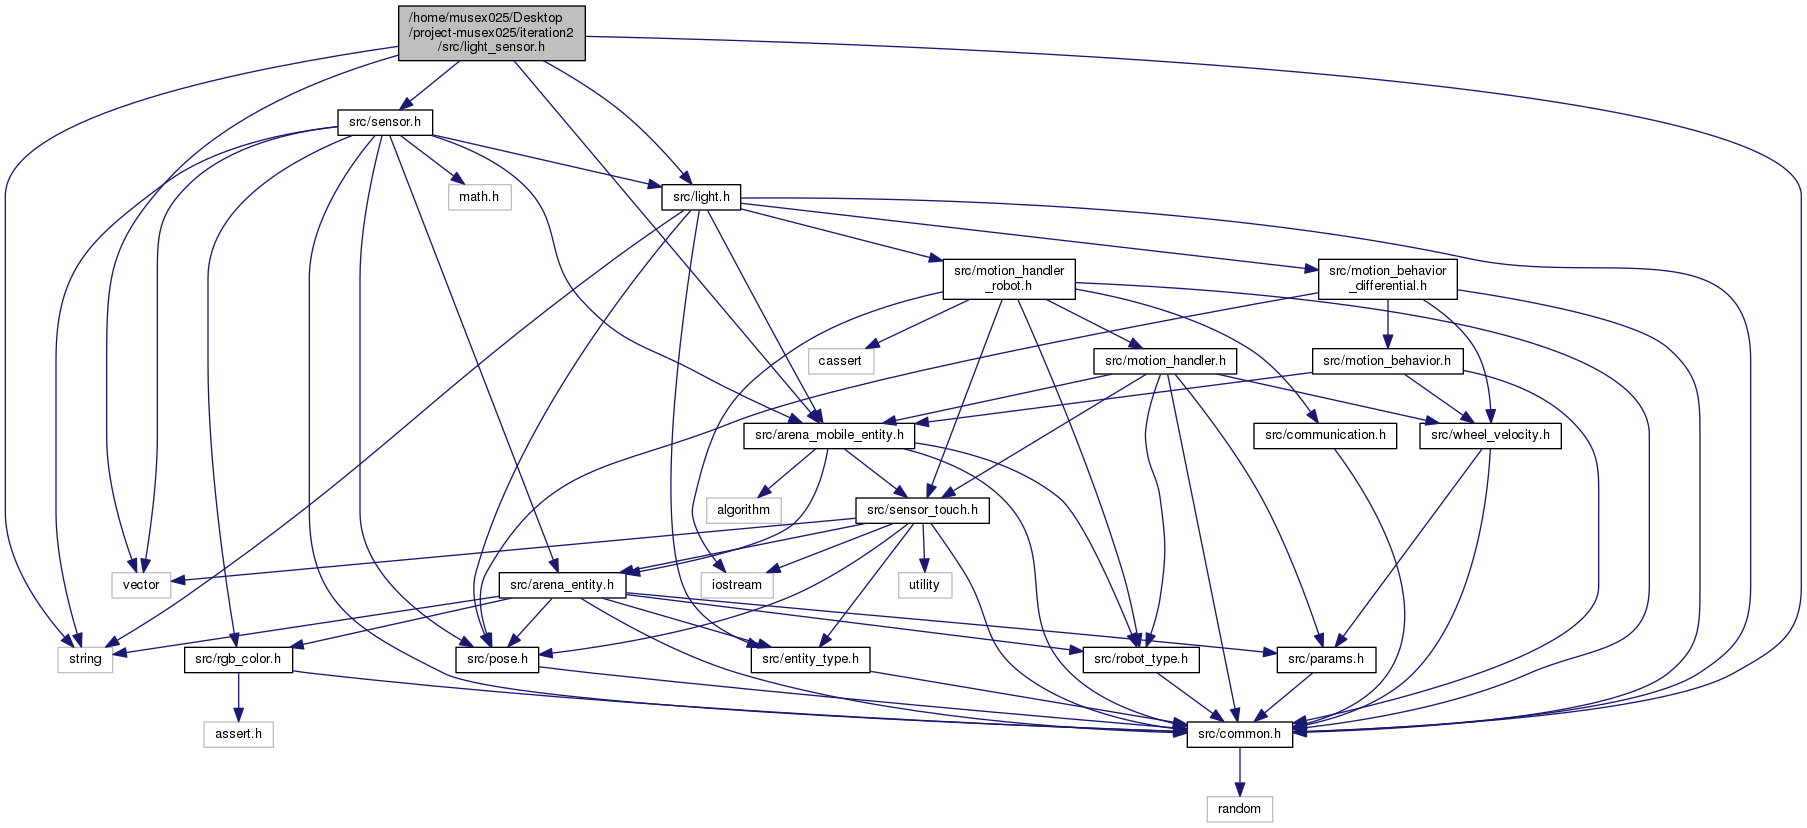 /home/musex025/Desktop
/project-musex025/iteration2
/src/light_sensor.h
src/sensor.h
math.h
src/light.h
src/motion_handler
_robot.h
src/motion_behavior
_differential.h
cassert
src/motion_handler.h
src/motion_behavior.h
src/arena_mobile_entity.h
src/communication.h
src/wheel_velocity.h
algorithm
src/sensor_touch.h
vector
src/arena_entity.h
iostream
utility
string
src/rgb_color.h
src/pose.h
src/entity_type.h
src/robot_type.h
src/params.h
assert.h
src/common.h
random